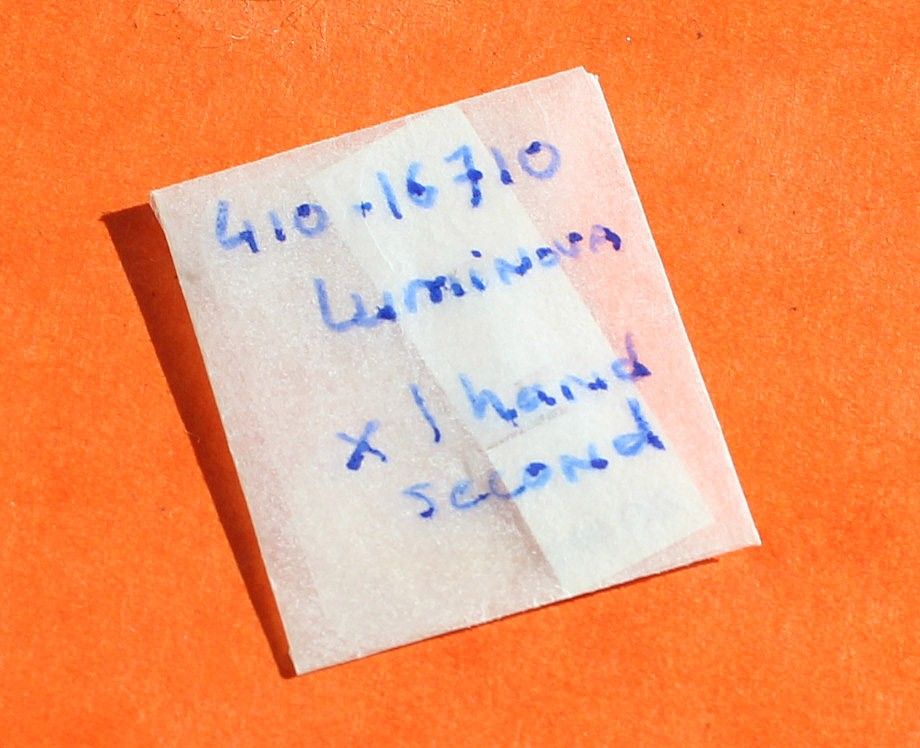 410-16710
Luminova
x 1 hand
second